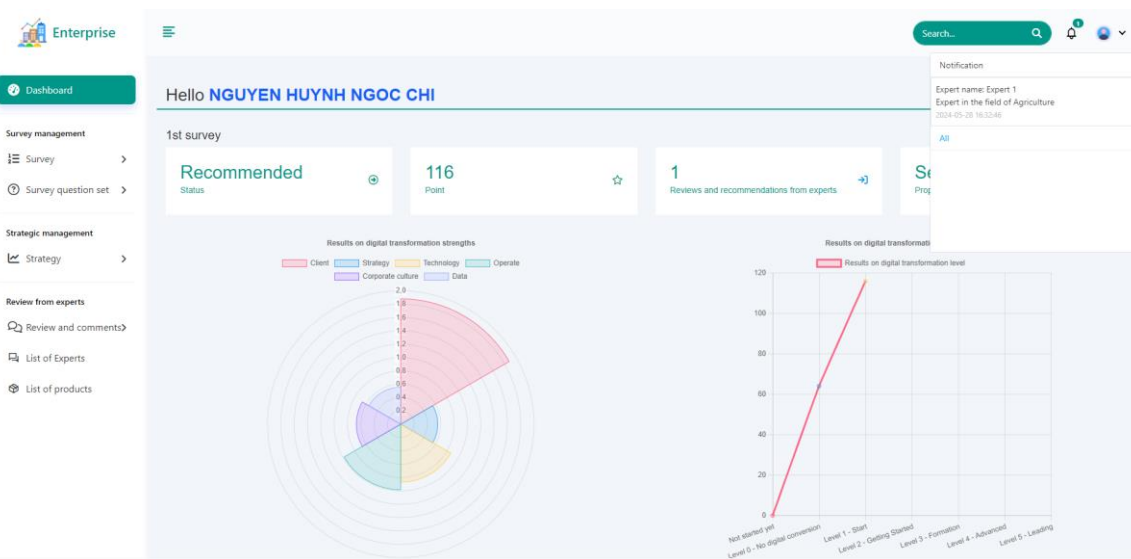 Enterprise
Search...
1
Dashboard
Survey management
Survey
Survey question set
Strategic management
Strategy
Review from experts
Review and comments
List of Experts
List of products
Hello NGUYEN HUYNH NGOC CHI
Notification
Expert name: Expert 1
Expert in the field of Agriculture
2024-05-28 16:32:46
All
1st survey
Recommended
Status
116
Point
1
Reviews and recommendations from experts
Results on digital transformation strengths
Client Strategy Technology Operate
Corporate culture Data
2.0
1.8
1.6
1.4
1.2
1.0
0.8
0.6
0.4
0.2
Results on digital
Results on digital transformation level
120
100
80
60
40
20
0
Not started yet
Level 0 - No digital conversion
Level 1 - Start
Level 2 - Getting Started
Level 3 - Formation
Level 4 - Advanced
Level 5 - Leading